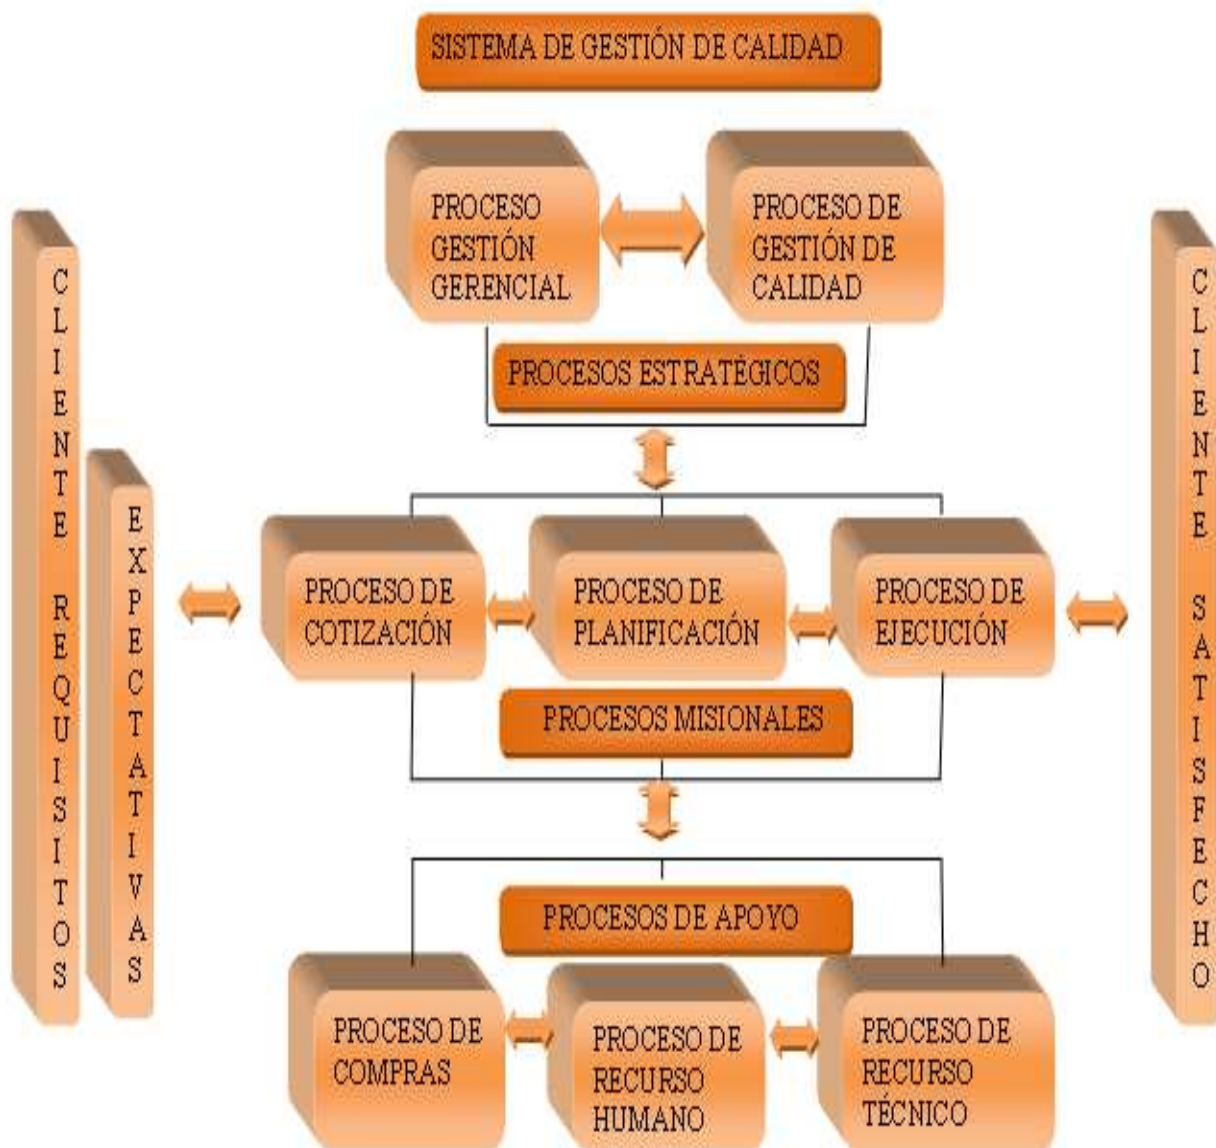 SISTEMA DE GESTIÓN DE CALIDAD
PROCESO
GESTIÓN
GERENCIAL
PROCESO DE
GESTIÓN DE
CALIDAD
PROCESOS ESTRATÉGICOS
CLIENTE REQUISITOS
EXPECTATIVAS
PROCESO DE
COTIZACIÓN
PROCESO DE
PLANIFICACIÓN
PROCESO DE
EJECUCIÓN
CLIENTE SATISFECHO
PROCESOS MISIONALES
PROCESOS DE APOYO
PROCESO DE
COMPRAS
PROCESO DE
RECURSO
HUMANO
PROCESO DE
RECURSO
TÉCNICO